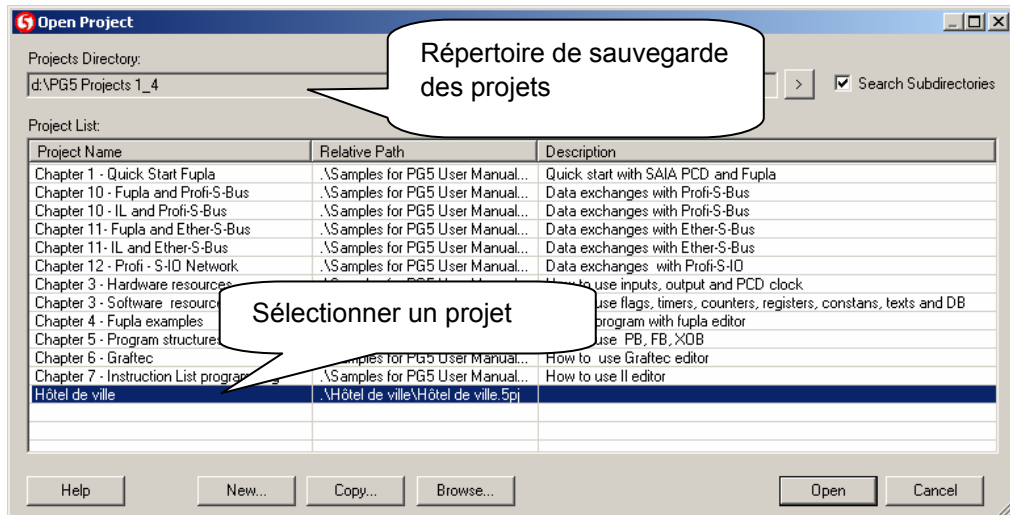 Open Project
Projects Directory:
d:\PG5 Projects 1_4
Répertoire de sauvegarde
des projets
>
Search Subdirectories
Project List:
Project Name Relative Path Description
Chapter 1 - Quick Start Fupla .\Samples for PG5 User Manual... Quick start with SAIA PCD and Fupla
Chapter 10 - Fupla and Profi-S-Bus .\Samples for PG5 User Manual... Data exchanges with Profi-S-Bus
Chapter 10 - IL and Profi-S-Bus .\Samples for PG5 User Manual... Data exchanges with Profi-S-Bus
Chapter 11- Fupla and Ether-S-Bus .\Samples for PG5 User Manual... Data exchanges with Ether-S-Bus
Chapter 11- IL and Ether-S-Bus .\Samples for PG5 User Manual... Data exchanges with Ether-S-Bus
Chapter 12 - Profi - S-IO Network .\Samples for PG5 User Manual... Data exchanges with Profi-S-IO
Chapter 3 - Hardware resources to use inputs, output and PCD clock
Chapter 3 - Software use flags, timers, counters, registers, constans, texts and DB
Chapter 4 - Fupla examples program with fupla editor
Chapter 5 - Program structures use PB, FB, XOB
Sélectionner un projet
Chapter 6 - Graftec for PG5 User Manual... How to use Graftec editor
Chapter 7 - Instruction List .\Samples for PG5 User Manual... How to use Il editor
Hôtel de ville .\Hôtel de ville\Hôtel de ville.5pj
Help New... Copy... Browse... Open Cancel